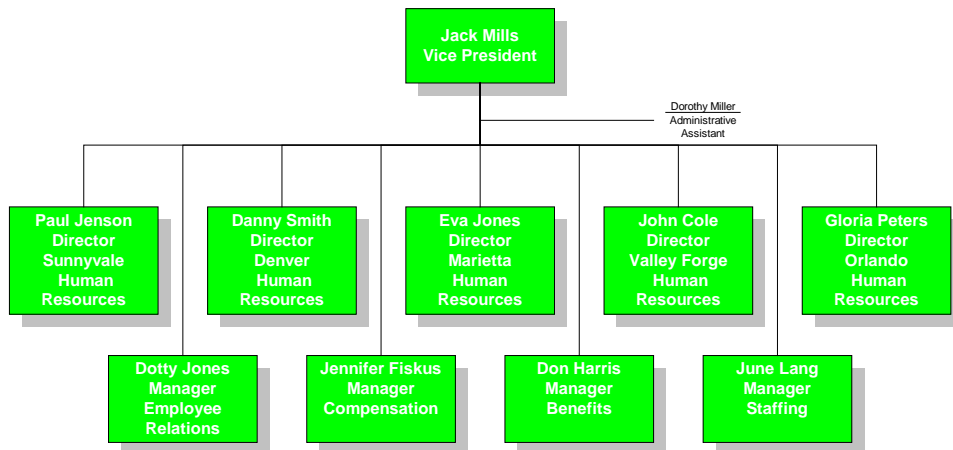 Jack Mills
Vice President
Dorothy Miller
Administrative
Assistant
Paul Jenson
Director
Sunnyvale
Human
Resources
Danny Smith
Director
Denver
Human
Resources
Eva Jones
Director
Marietta
Human
Resources
John Cole
Director
Valley Forge
Human
Resources
Gloria Peters
Director
Orlando
Human
Resources
Dotty Jones
Manager
Employee
Relations
Jennifer Fiskus
Manager
Compensation
Don Harris
Manager
Benefits
June Lang
Manager
Staffing